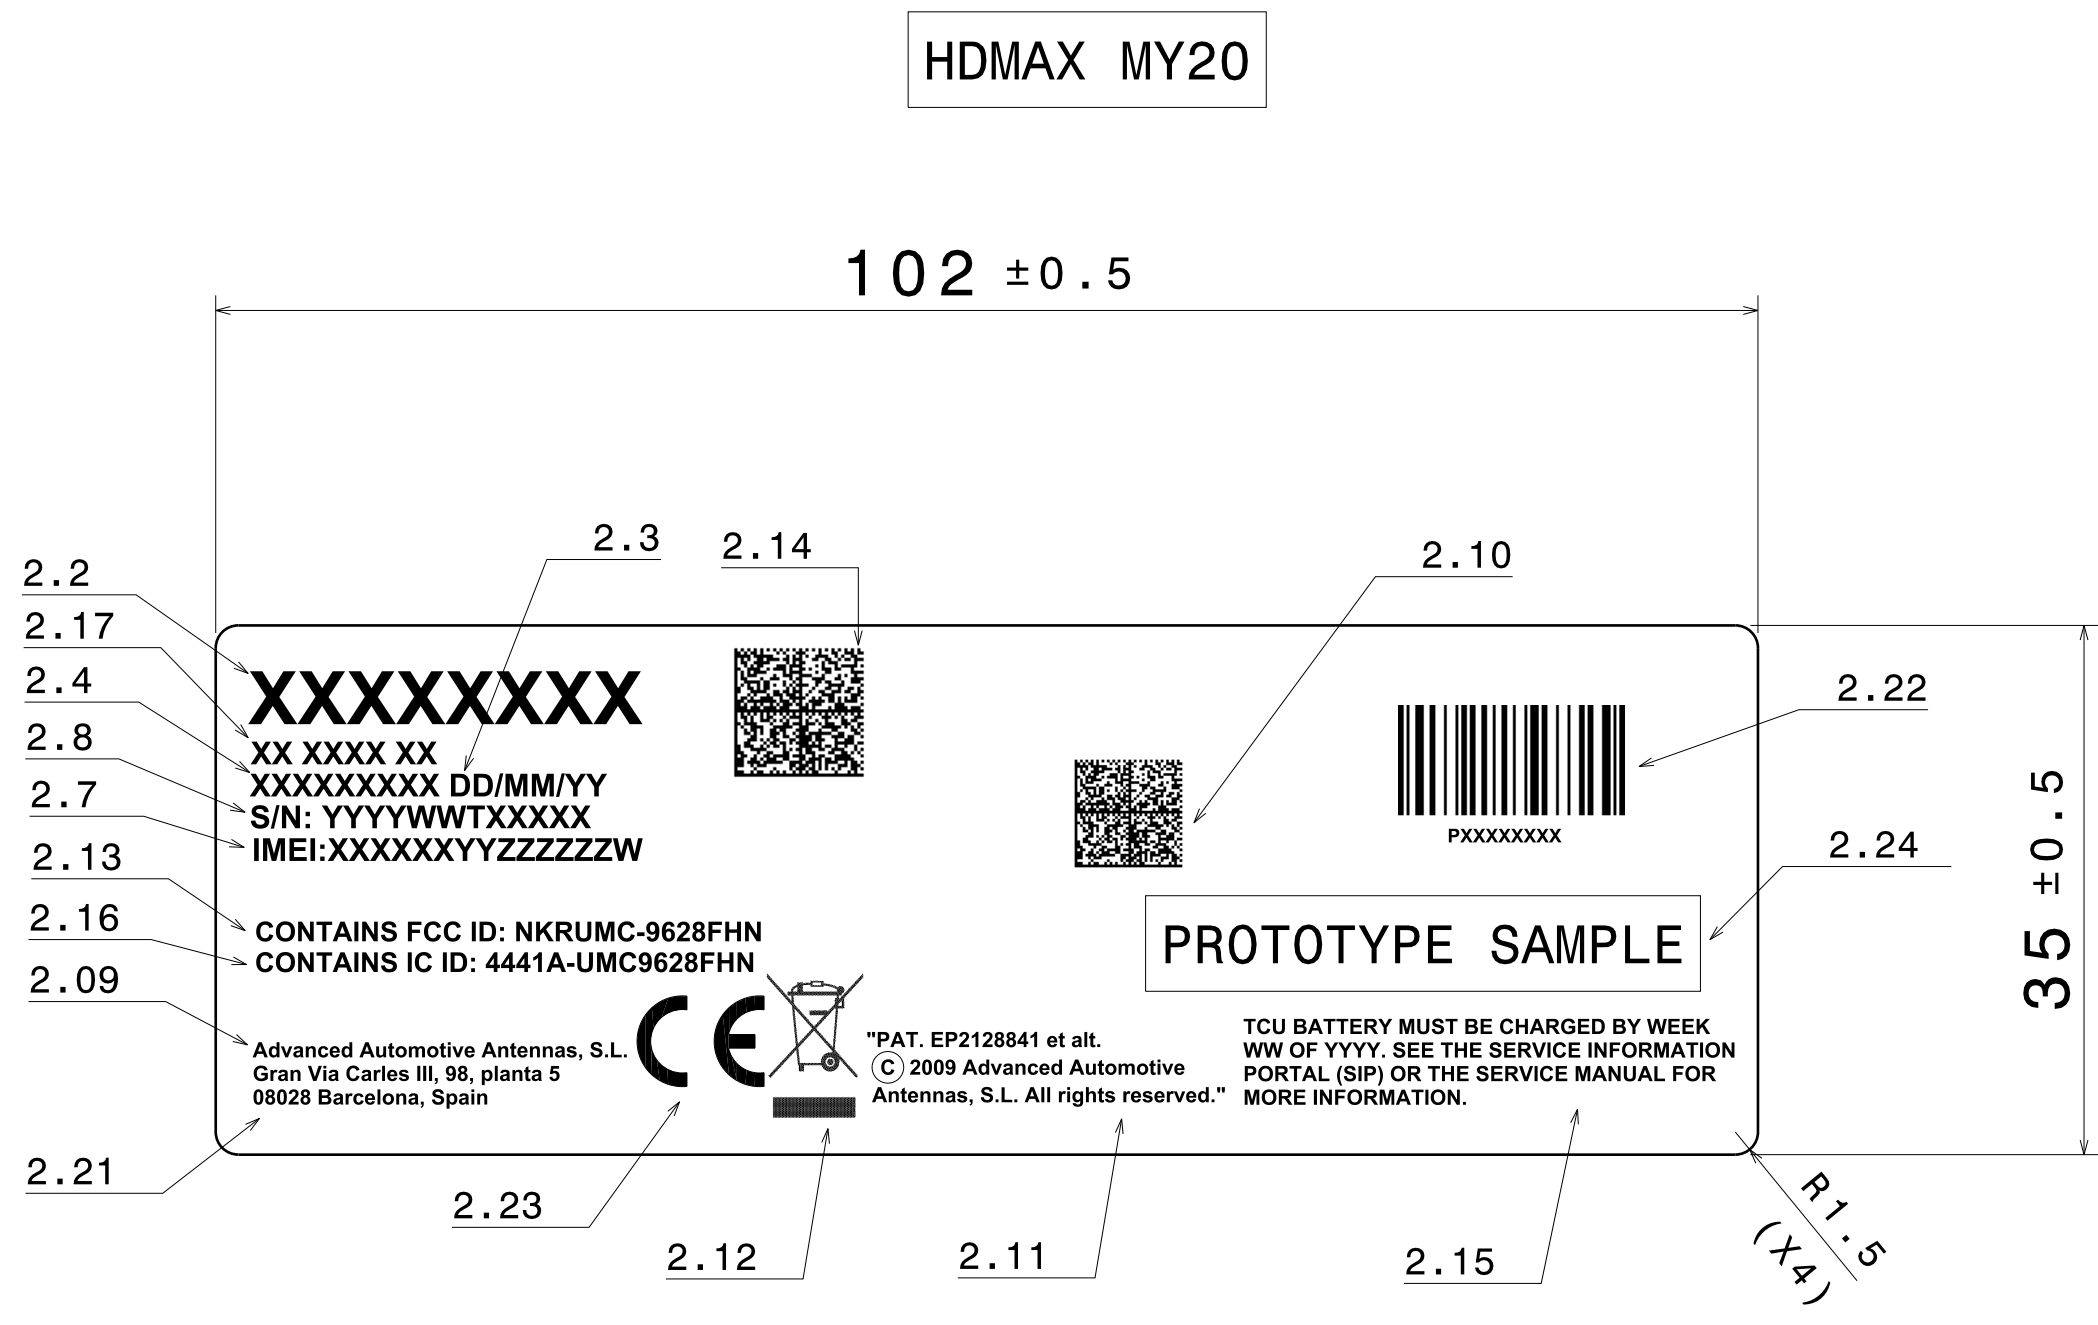 HDMAX MY20
102 ±0.5
2.3
2.14
2.10
2.2
2.17
2.4
2.8
2.7
2.13
2.16
2.09
2.21
XXXXXXXX
XX XXXX XX
XXXXXXXXX DD/MM/YY
S/N: YYYYWWTXXXXX
IMEI:XXXXXXYYZZZZZZW
CONTAINS FCC ID: NKRUMC-9628FHN
CONTAINS IC ID: 4441A-UMC9628FHN
Advanced Automotive Antennas, S.L.
Gran Via Carles III, 98, planta 5
08028 Barcelona, Spain
CE
"PAT. EP2128841 et alt.
© 2009 Advanced Automotive
Antennas, S.L. All rights reserved."
PXXXXXXXX
PROTOTYPE SAMPLE
TCU BATTERY MUST BE CHARGED BY WEEK
WW OF YYYY. SEE THE SERVICE INFORMATION
PORTAL (SIP) OR THE SERVICE MANUAL FOR
MORE INFORMATION.
2.22
2.24
35 ±0.5
2.23
2.12
2.11
2.15
R1.5
(X4)